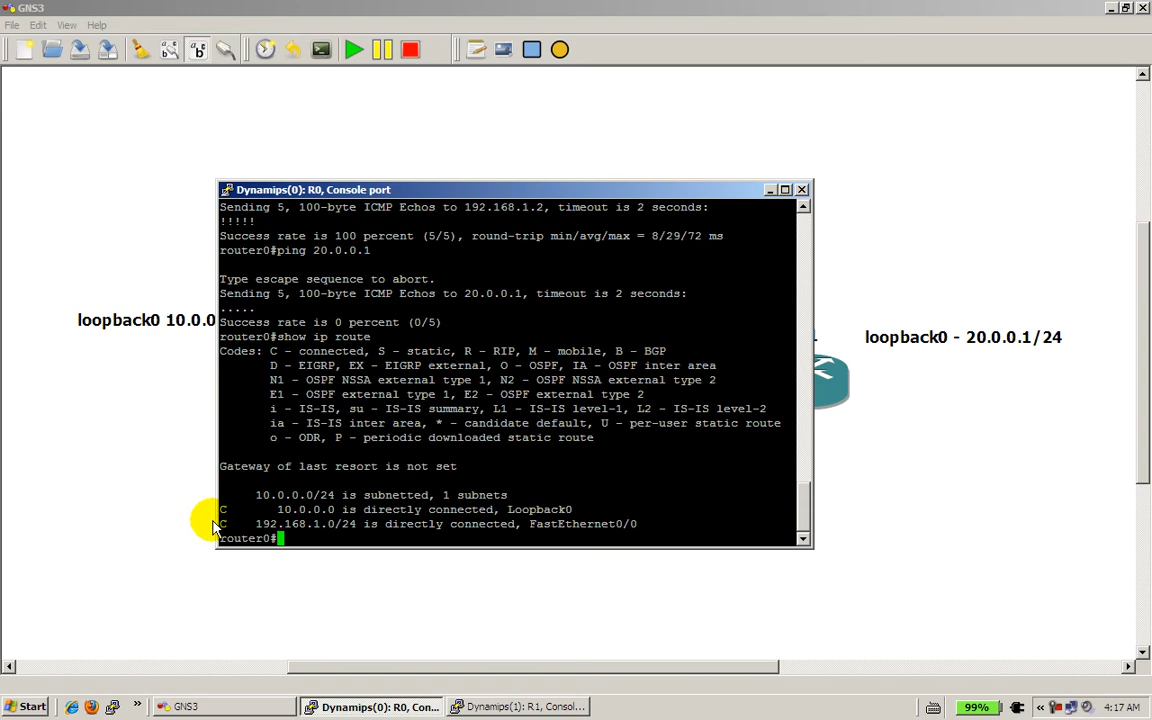 GNS3
File Edit View Help
Dynamips(0): R0, Console port
Sending 5, 100-byte ICMP Echos to 192.168.1.2, timeout is 2 seconds:
!!!!!
Success rate is 100 percent (5/5), round-trip min/avg/max = 8/29/72 ms
router0#ping 20.0.0.1
Type escape sequence to abort.
Sending 5, 100-byte ICMP Echos to 20.0.0.1, timeout is 2 seconds:
.....
Success rate is 0 percent (0/5)
router0#show ip route
Codes: C - connected, S - static, R - RIP, M - mobile, B - BGP
D - EIGRP, EX - EIGRP external, O - OSPF, IA - OSPF inter area
N1 - OSPF NSSA external type 1, N2 - OSPF NSSA external type 2
E1 - OSPF external type 1, E2 - OSPF external type 2
i - IS-IS, su - IS-IS summary, L1 - IS-IS level-1, L2 - IS-IS level-2
ia - IS-IS inter area, * - candidate default, U - per-user static route
o - ODR, P - periodic downloaded static route
Gateway of last resort is not set
10.0.0.0/24 is subnetted, 1 subnets
C 10.0.0.0 is directly connected, Loopback0
C 192.168.1.0/24 is directly connected, FastEthernet0/0
router0#
loopback0 10.0.0
loopback0 - 20.0.0.1/24
Start GNS3 Dynamips(0): R0, Con... Dynamips(1): R1, Consol... 99% 4:17 AM